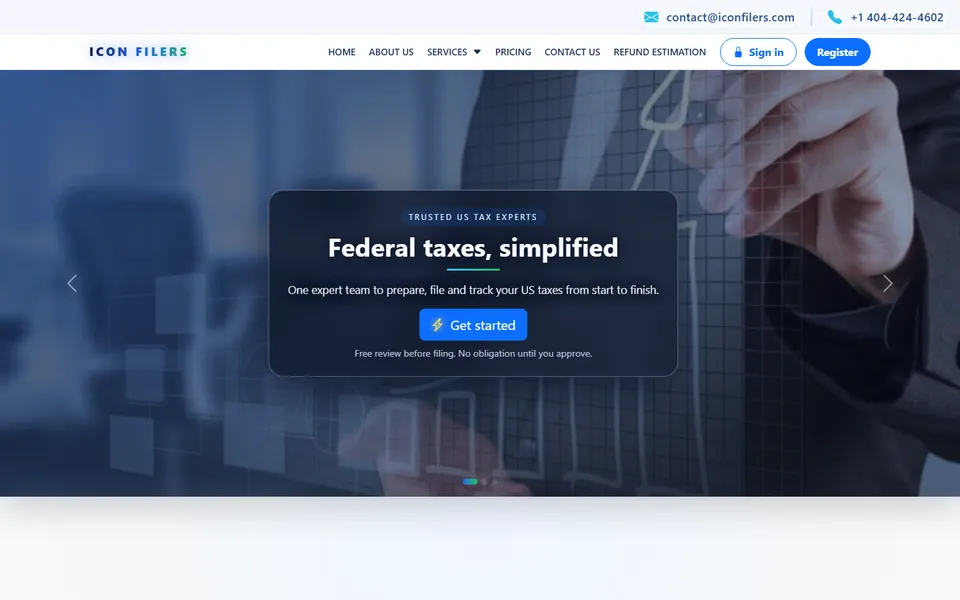 contact@iconfilers.com
+1 404-424-4602
ICON FILERS
HOME
ABOUT US
SERVICES
PRICING
CONTACT US
REFUND ESTIMATION
Sign in
Register
TRUSTED US TAX EXPERTS
Federal taxes, simplified
One expert team to prepare, file and track your US taxes from start to finish.
Get started
Free review before filing. No obligation until you approve.